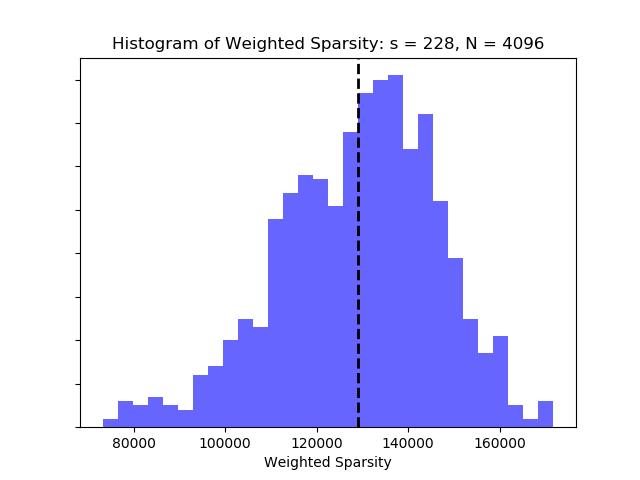 Histogram of Weighted Sparsity: s = 228, N = 4096
80000 100000 120000 140000 160000
Weighted Sparsity